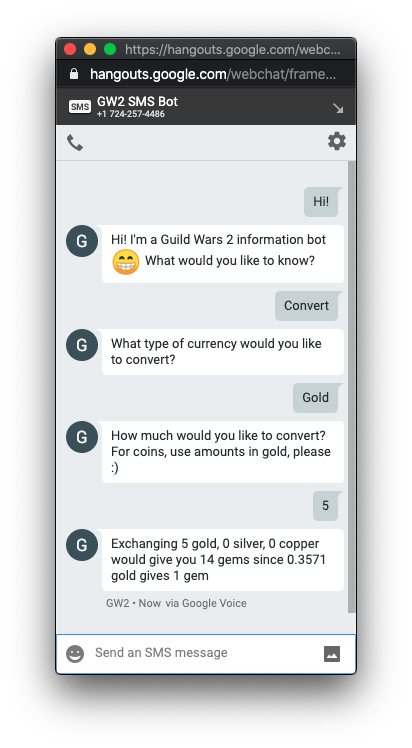 https://hangouts.google.com/webc...
hangouts.google.com/webchat/frame...
SMS
GW2 SMS Bot
+1 724-257-4486
Hi!
G
Hi! I'm a Guild Wars 2 information bot
😁 What would you like to know?
Convert
G
What type of currency would you like
to convert?
Gold
G
How much would you like to convert?
For coins, use amounts in gold, please
:)
5
G
Exchanging 5 gold, 0 silver, 0 copper
would give you 14 gems since 0.3571
gold gives 1 gem
GW2 • Now via Google Voice
Send an SMS message